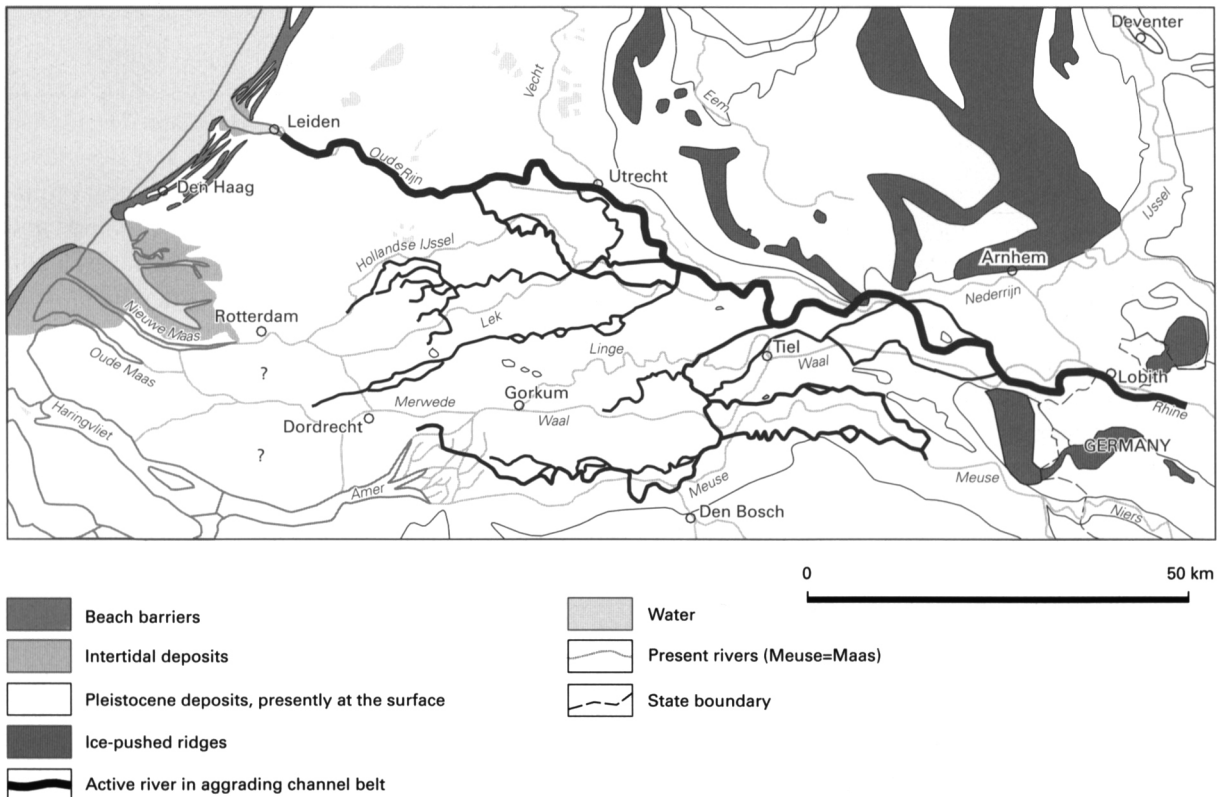 Deventer
Vecht
Eem
Leiden
Oude Rijn
Utrecht
Den Haag
IJssel
Hollandse IJssel
Arnhem
Nederrijn
Nieuwe Maas
Rotterdam
Lek
Linge
Tiel
Waal
Oude Maas
?
Lobith
Rhine
Gorkum
Merwede
Waal
Haringvliet
Dordrecht
GERMANY
?
Amer
Meuse
Meuse
Den Bosch
Niers
0 50 km
Beach barriers
Intertidal deposits
Pleistocene deposits, presently at the surface
Ice-pushed ridges
Active river in aggrading channel belt
Water
Present rivers (Meuse=Maas)
State boundary